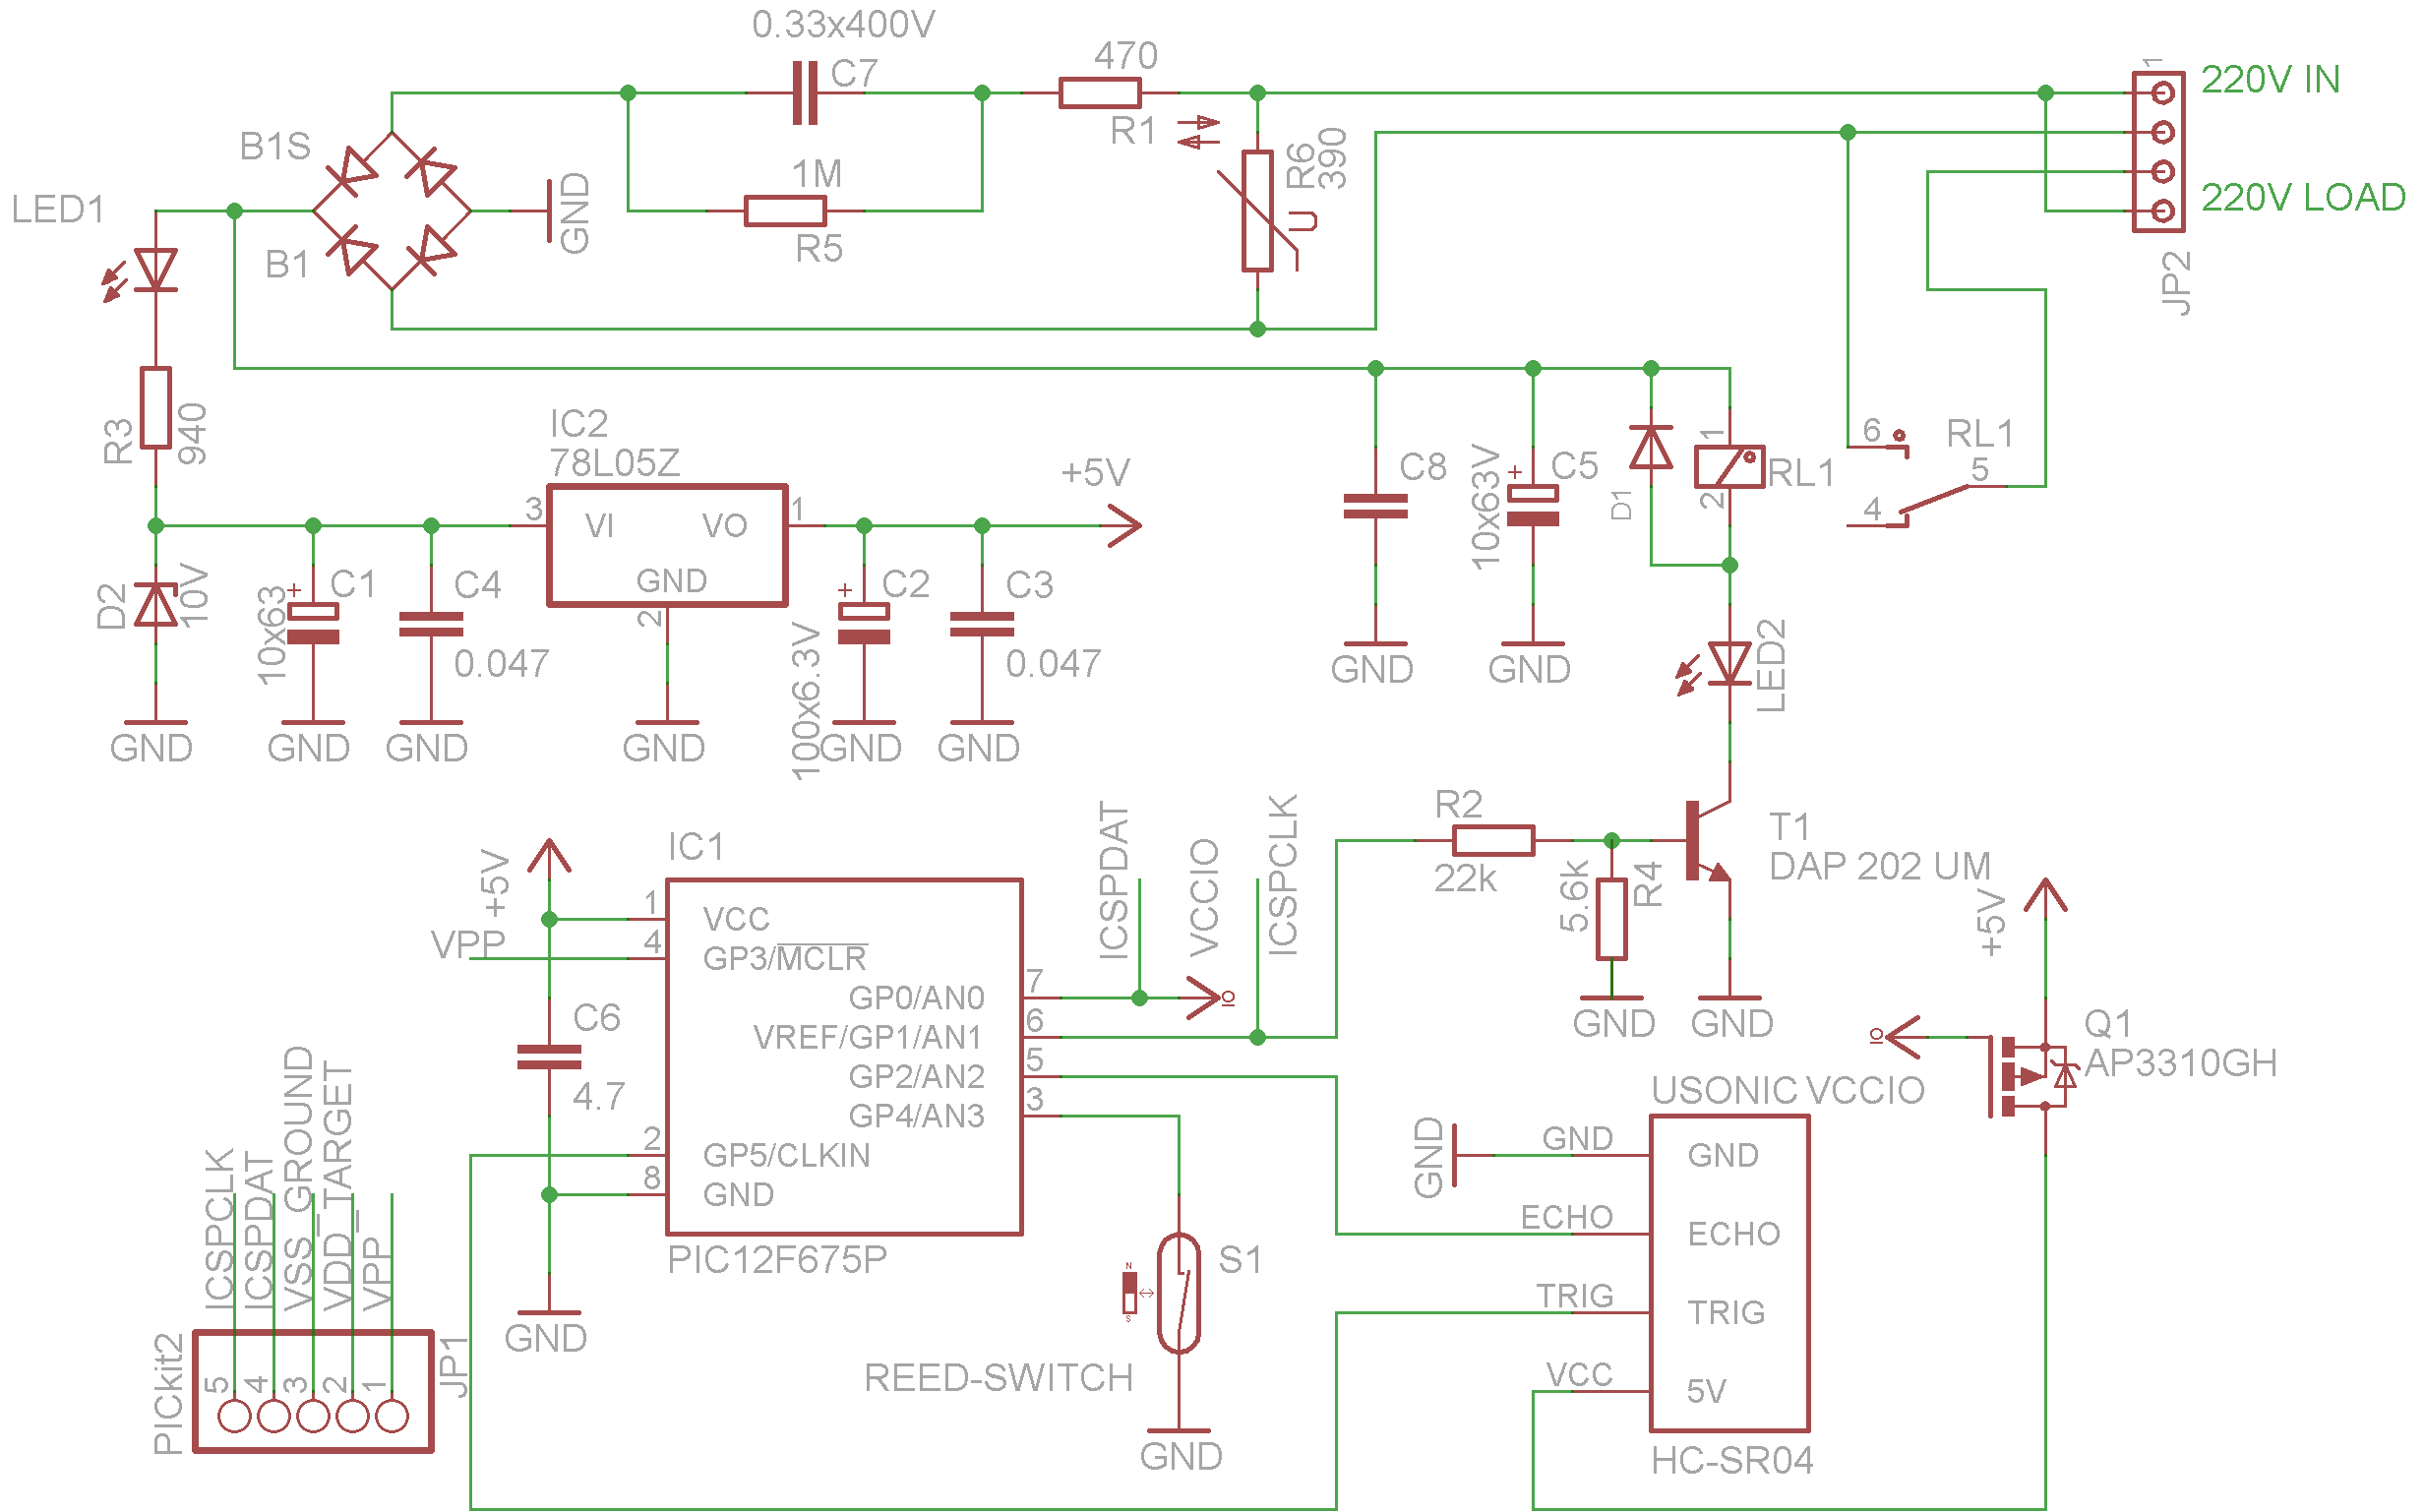 0.33x400V
C7
470
R1
1
220V IN
220V LOAD
JP2
B1S
B1
GND
1M
R5
R6
390
U
LED1
R3
940
IC2
78L05Z
3
VI
VO
1
GND
2
+5V
D2
10V
GND
+
C1
10x63
GND
C4
0.047
GND
GND
+
C2
100x6.3V
GND
C3
0.047
GND
C8
GND
+
C5
10x63V
GND
D1
1
2
RL1
6
RL1
5
4
LED2
R2
22k
5.6k
R4
GND
T1
DAP 202 UM
GND
+5V
VPP
IC1
1
VCC
4
GP3/MCLR
GP0/AN0
7
VREF/GP1/AN1
6
GP2/AN2
5
GP4/AN3
3
2
GP5/CLKIN
8
GND
PIC12F675P
C6
4.7
GND
ICSPDAT
VCCIO
ICSPCLK
IO
+5V
IO
Q1
AP3310GH
USONIC VCCIO
GND
GND
GND
ECHO
ECHO
TRIG
TRIG
VCC
5V
HC-SR04
N
S
S1
REED-SWITCH
GND
ICSPCLK
ICSPDAT
VSS_GROUND
VDD_TARGET
VPP
PICkit2
5
4
3
2
1
JP1